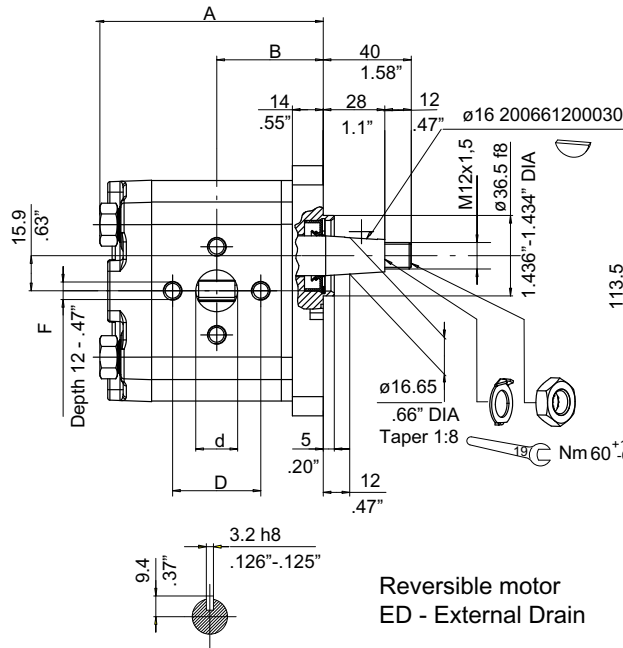 A
B
40
1.58”
14
.55”
28
1.1”
12
.47”
ø16 200661200030
M12x1,5
ø36.5 f8
1.436”-1.434” DIA
113.5
15.9
.63”
F
Depth 12 - .47”
ø16.65
.66” DIA
Taper 1:8
19
Nm 60
d
D
5
.20”
12
.47”
3.2 h8
.126”-.125”
9.4
.37”
Reversible motor
ED - External Drain